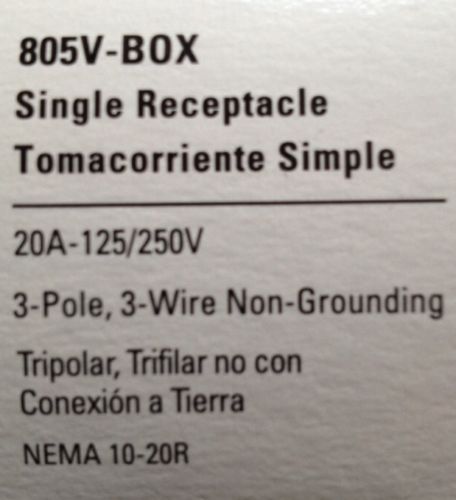 805V-BOX
Single Receptacle
Tomacorriente Simple
20A-125/250V
3-Pole, 3-Wire Non-Grounding
Tripolar, Trifilar no con
Conexión a Tierra
NEMA 10-20R